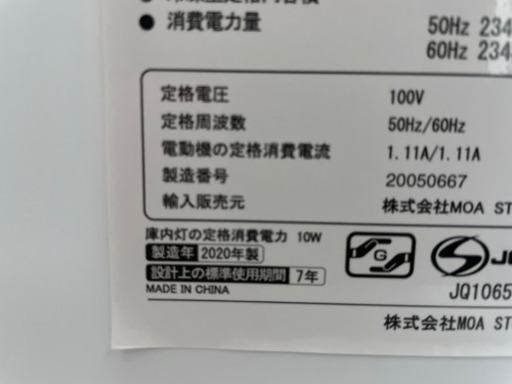 ● 消費電力量 50Hz 234
60Hz 234
定格電圧 100V
定格周波数 50Hz/60Hz
電動機の定格消費電流 1.11A/1.11A
製造番号 20050667
輸入販売元 株式会社MOA ST
庫内灯の定格消費電力 10W
製造年 2020年製
設計上の標準使用期間 7年
MADE IN CHINA
G
JQ1065
株式会社MOA ST